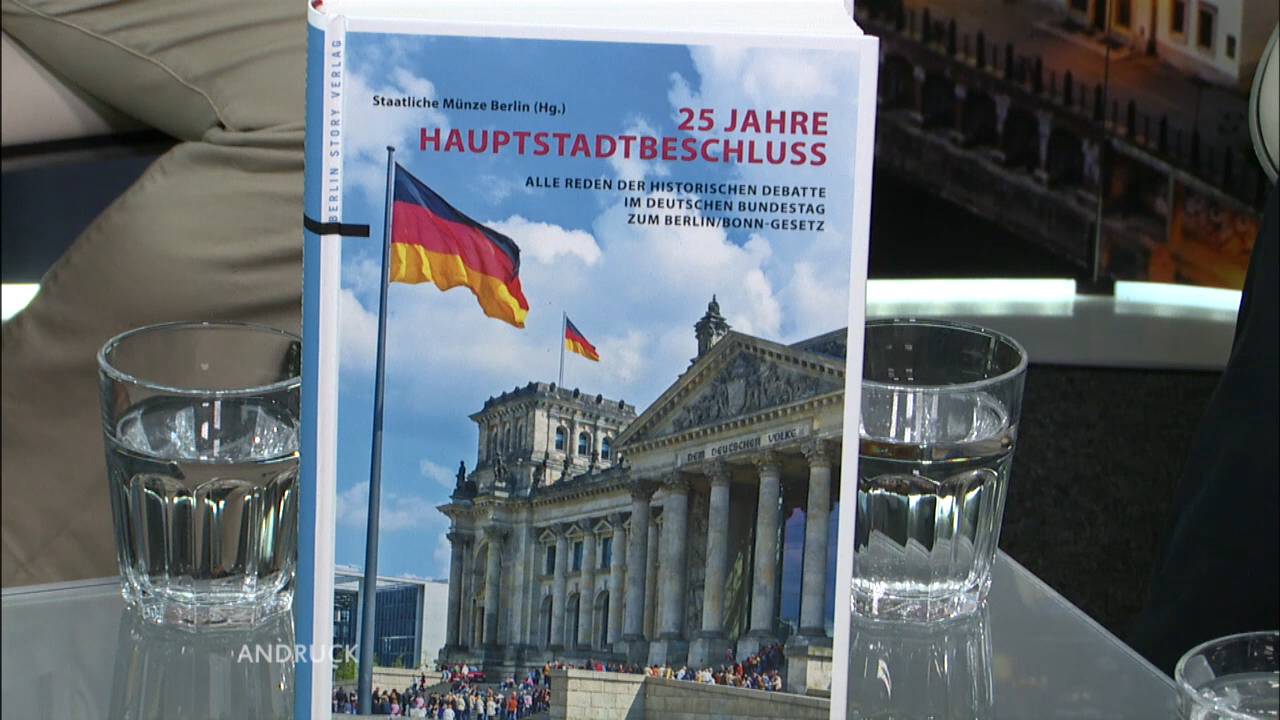 BERLIN STORY VERLAG
Staatliche Münze Berlin (Hg.)
25 JAHRE
HAUPTSTADTBESCHLUSS
ALLE REDEN DER HISTORISCHEN DEBATTE
IM DEUTSCHEN BUNDESTAG
ZUM BERLIN/BONN-GESETZ
DEM DEUTSCHEN VOLKE
ANDRUCK